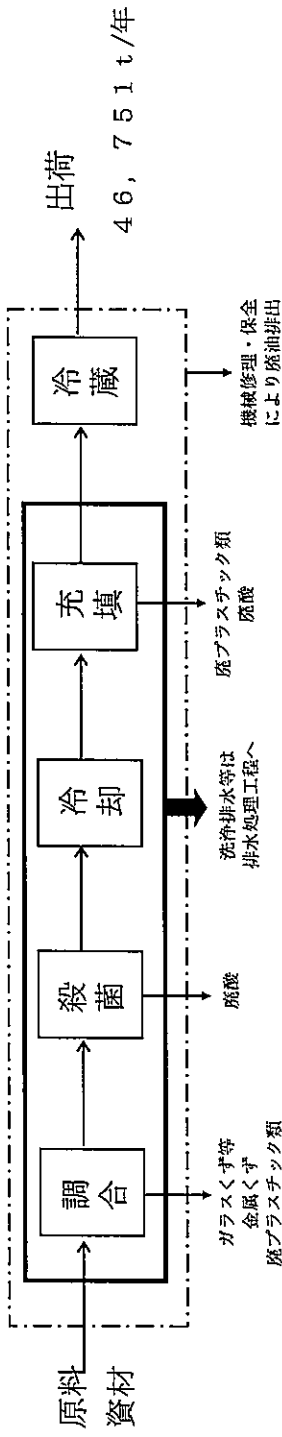 原料
資材
調合
殺菌
冷却
充填
冷蔵
出荷
４６，７５１ｔ/年
ガラスくず等
金属くず
廃プラスチック類
廃酸
洗浄排水等は
排水処理工程へ
廃プラスチック類
廃酸
機械修理・保全
により廃油排出